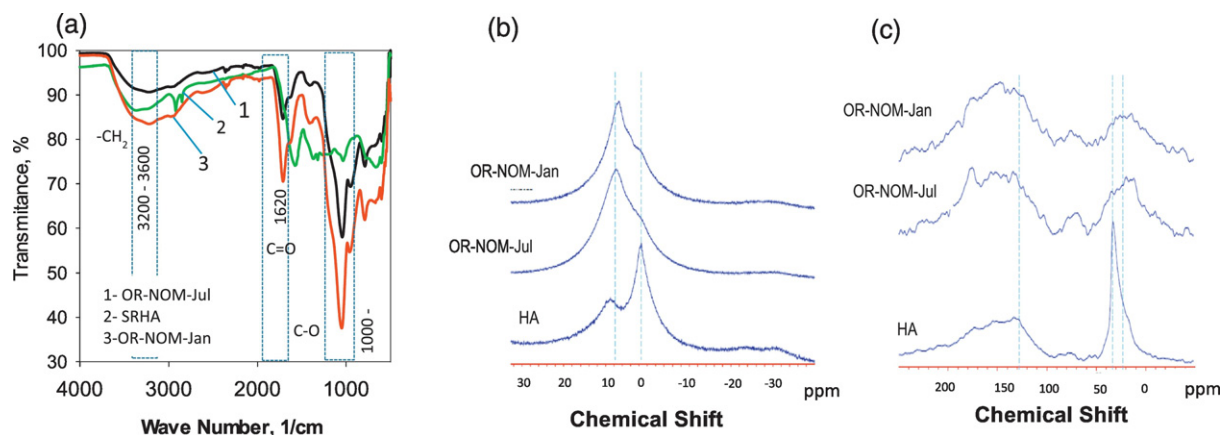 (a)
100
90
80
70
60
50
40
30
Transmitance, %
-CH2
3200 - 3600
1620
C=O
C-O
1000 -
1
2
3
1- OR-NOM-Jul
2- SRHA
3-OR-NOM-Jan
4000 3000 2000 1000
Wave Number, 1/cm
(b)
OR-NOM-Jan
OR-NOM-Jul
HA
30 20 10 0 -10 -20 -30 ppm
Chemical Shift
(c)
OR-NOM-Jan
OR-NOM-Jul
HA
200 150 100 50 0 ppm
Chemical Shift